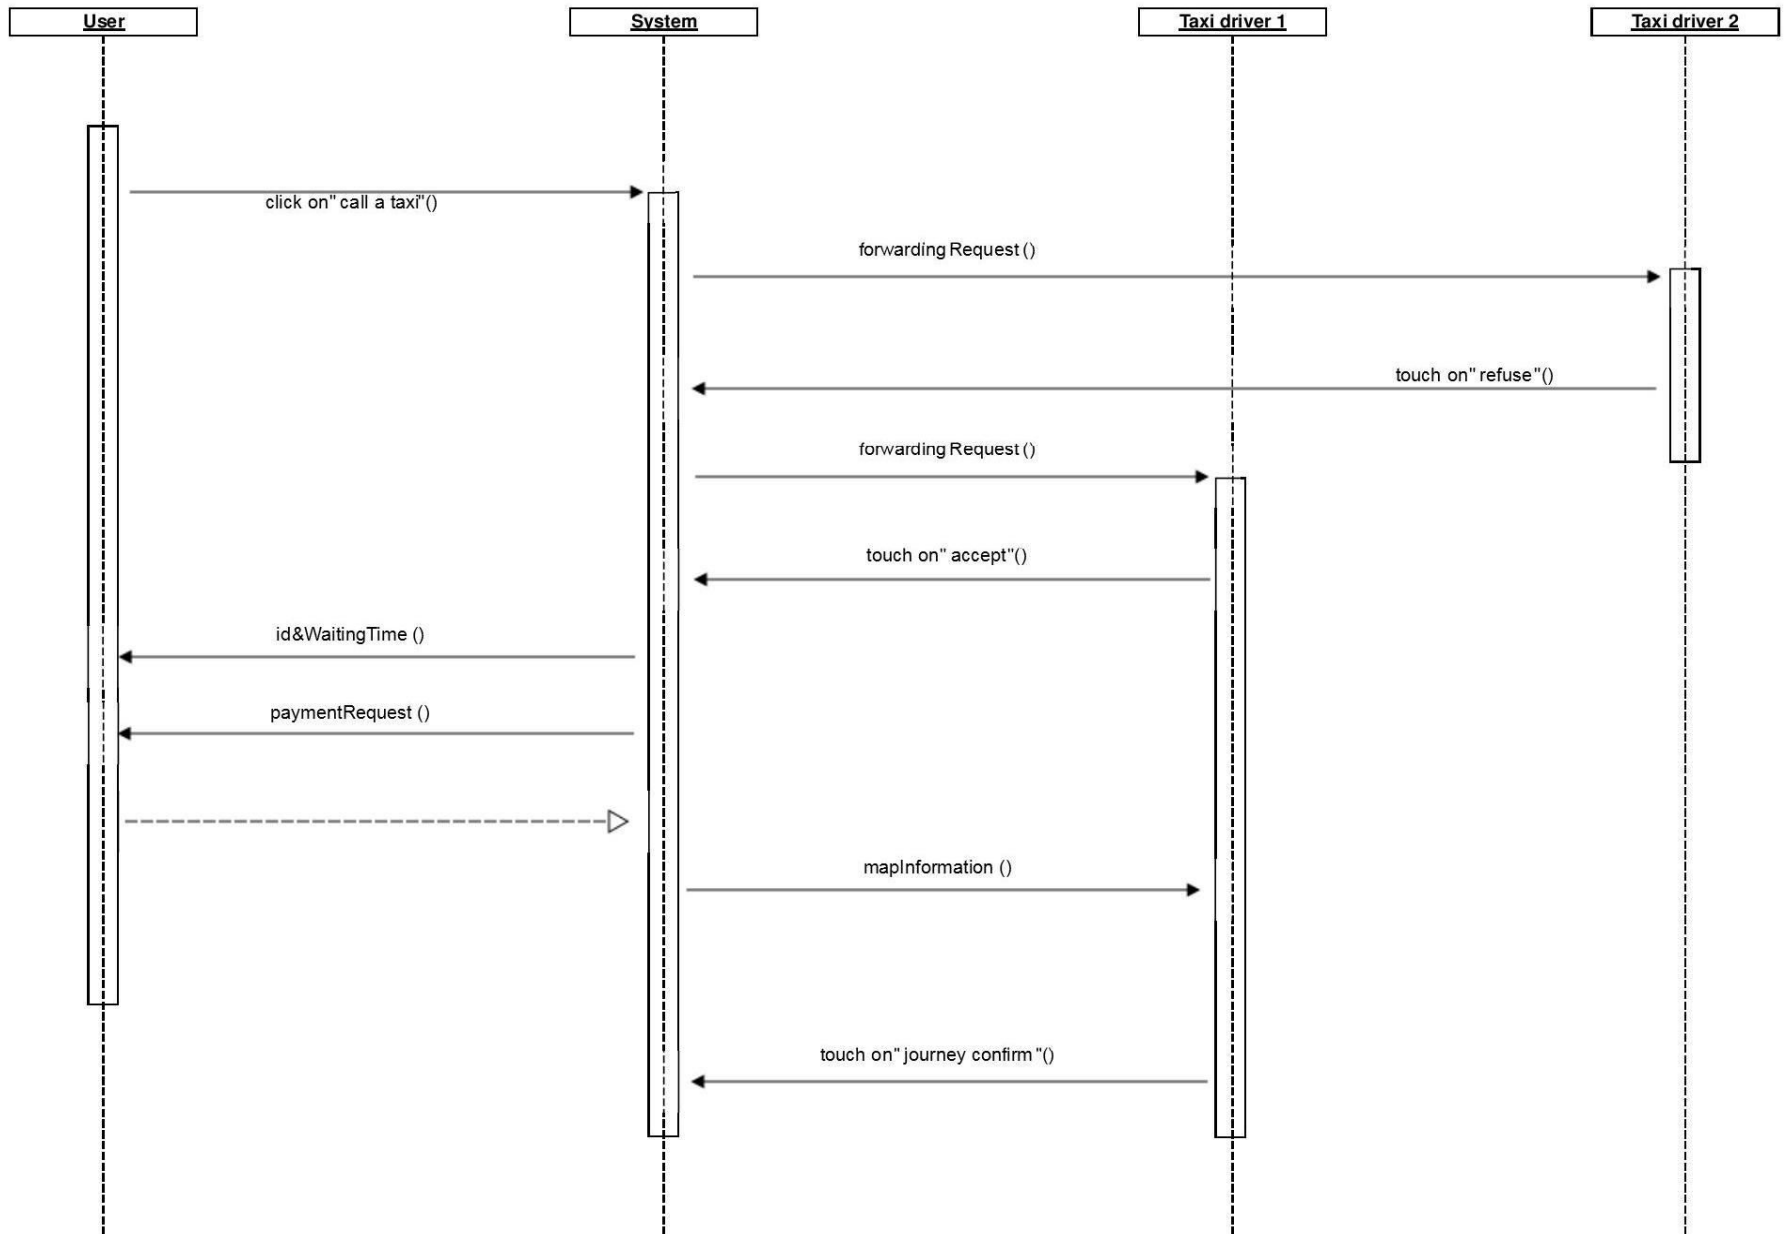 User
System
Taxi driver 1
Taxi driver 2
click on" call a taxi"()
forwarding Request ()
touch on" refuse "()
forwarding Request ()
touch on" accept"()
id&WaitingTime ()
paymentRequest ()
mapInformation ()
touch on" journey confirm "()